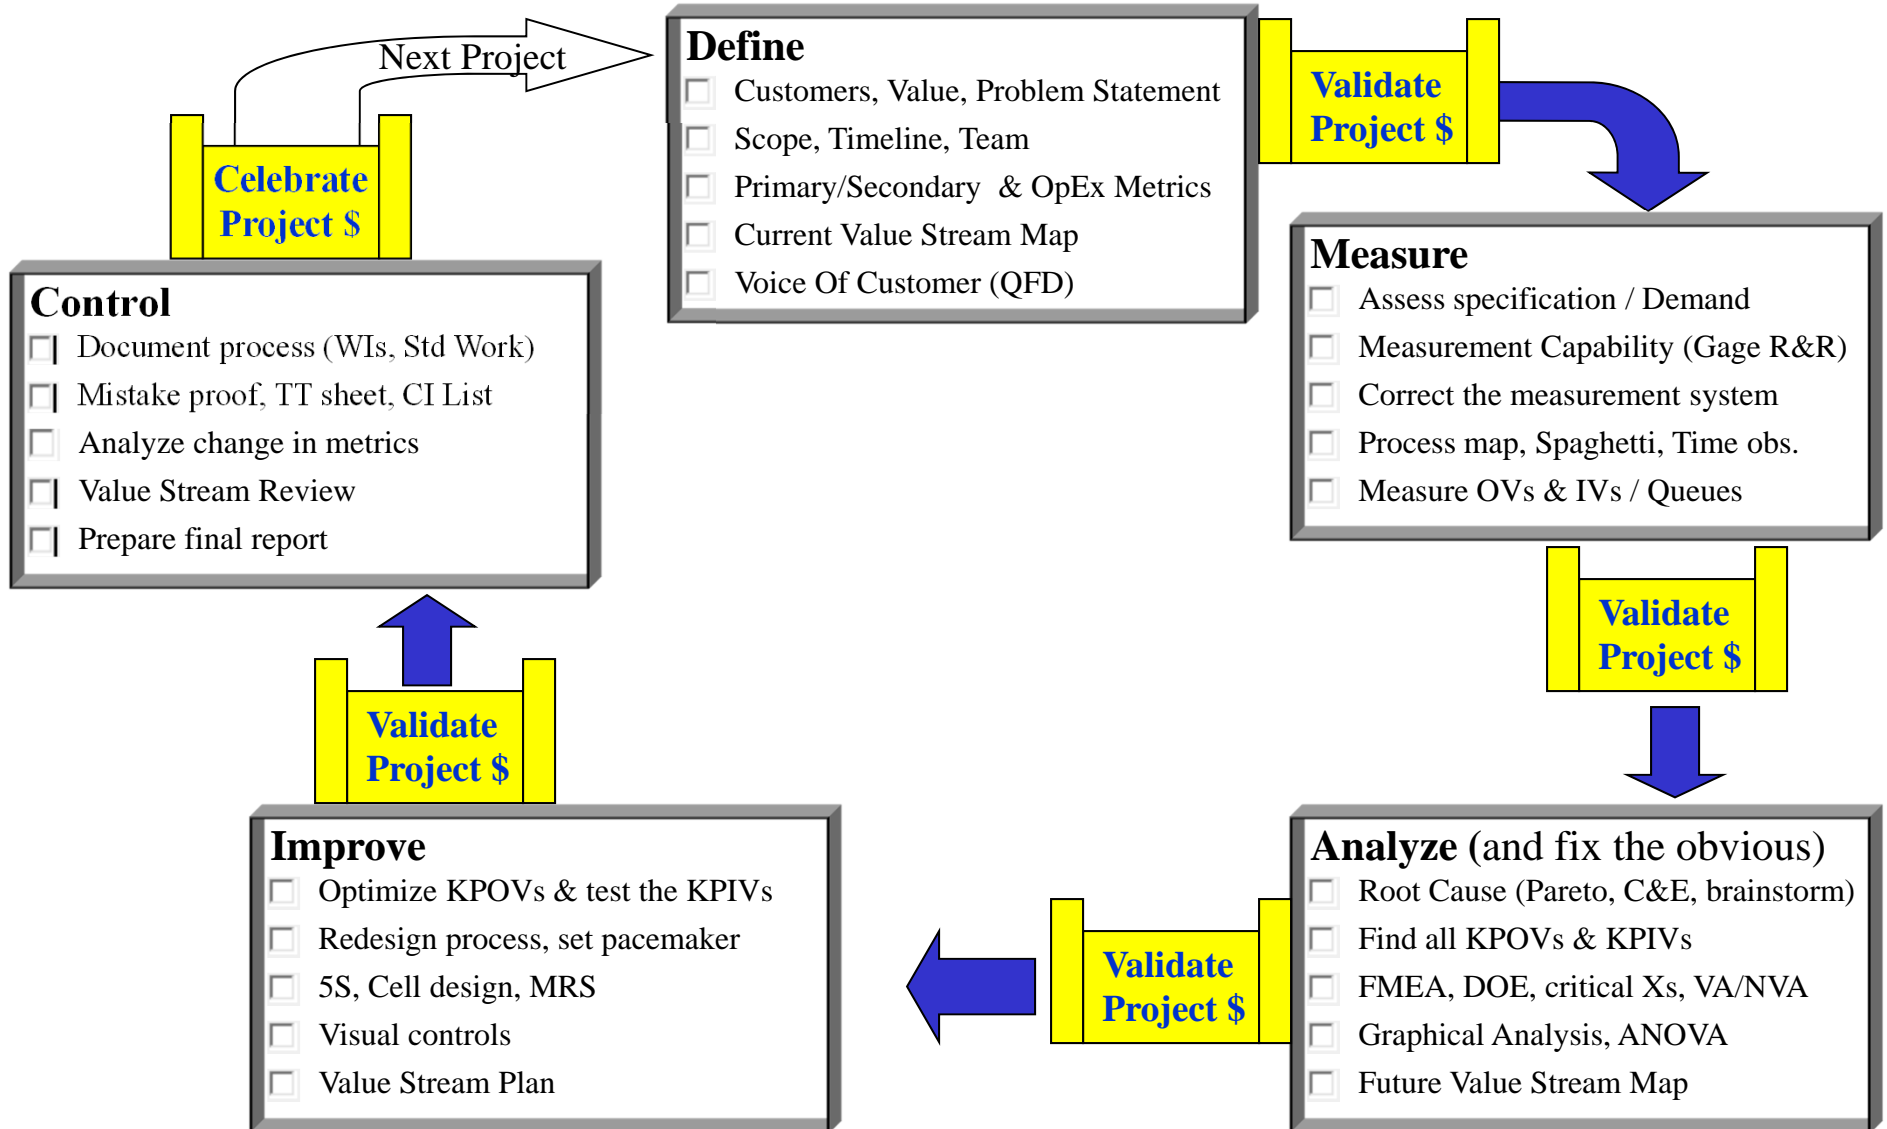 Next Project
Define
Customers, Value, Problem Statement
Scope, Timeline, Team
Primary/Secondary & OpEx Metrics
Current Value Stream Map
Voice Of Customer (QFD)
Validate
Project $
Measure
Assess specification / Demand
Measurement Capability (Gage R&R)
Correct the measurement system
Process map, Spaghetti, Time obs.
Measure OVs & IVs / Queues
Validate
Project $
Analyze (and fix the obvious)
Root Cause (Pareto, C&E, brainstorm)
Find all KPOVs & KPIVs
FMEA, DOE, critical Xs, VA/NVA
Graphical Analysis, ANOVA
Future Value Stream Map
Validate
Project $
Improve
Optimize KPOVs & test the KPIVs
Redesign process, set pacemaker
5S, Cell design, MRS
Visual controls
Value Stream Plan
Validate
Project $
Control
Document process (WIs, Std Work)
Mistake proof, TT sheet, CI List
Analyze change in metrics
Value Stream Review
Prepare final report
Celebrate
Project $